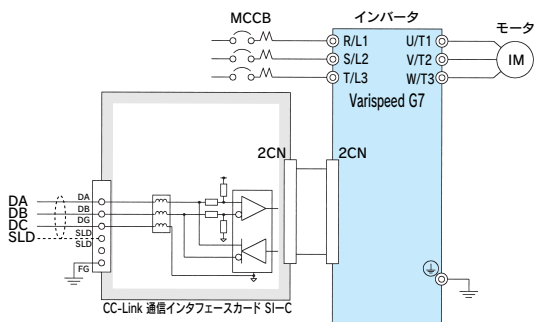 MCCB
インバータ
モータ
R/L1
S/L2
T/L3
U/T1
V/T2
W/T3
IM
Varispeed G7
2CN
2CN
DA
DB
DC
SLD
DA
DB
DG
SLD
SLD
FG
CC-Link 通信インタフェースカード SI-C